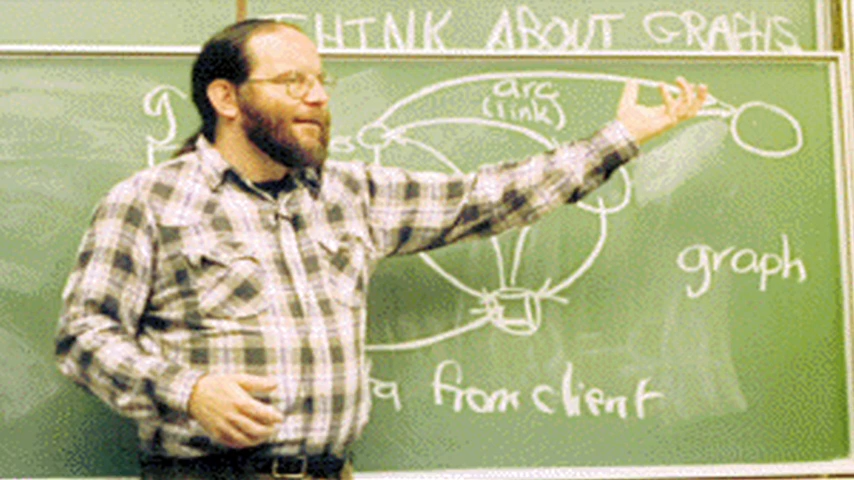 THINK ABOUT GRAPHS
arc
(link)
graph
from client